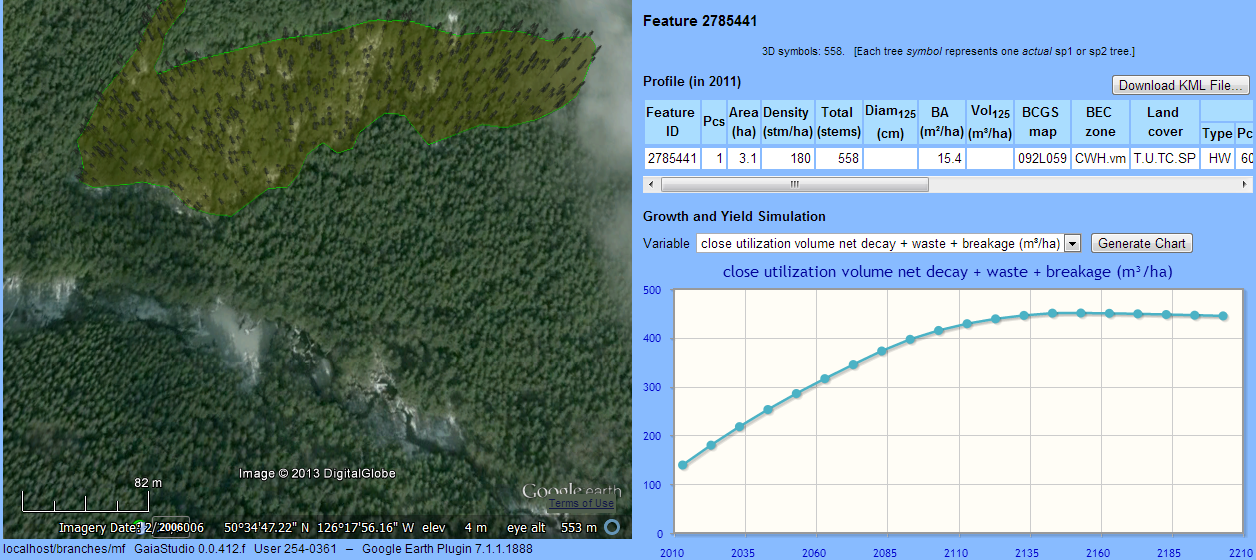 Feature 2785441
3D symbols: 558. [Each tree symbol represents one actual sp1 or sp2 tree.]
Profile (in 2011)
Download KML File...
Feature ID Pcs Area (ha) Density (stm/ha) Total (stems) Diam125 (cm) BA (m²/ha) Vol125 (m³/ha) BCGS map BEC zone Land cover Type Pc
2785441 1 3.1 180 558 15.4 092L059 CWH.vm T.U.TC.SP HW 60
Growth and Yield Simulation
Variable close utilization volume net decay + waste + breakage (m³/ha) Generate Chart
close utilization volume net decay + waste + breakage (m³/ha)
500
400
300
200
100
0
2010 2035 2060 2085 2110 2135 2160 2185 2210
Image © 2013 DigitalGlobe
82 m
Google earth
Terms of Use
Imagery Date: 2006 006 50°34'47.22" N 126°17'56.16" W elev 4 m eye alt 553 m
localhost/branches/mf GaiaStudio 0.0.412.f User 254-0361 – Google Earth Plugin 7.1.1.1888